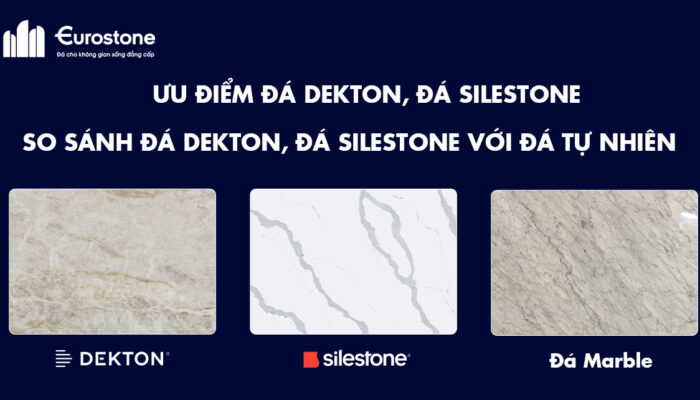 Eurostone
Đá cho không gian sống đẳng cấp
ƯU ĐIỂM ĐÁ DEKTON, ĐÁ SILESTONE
SO SÁNH ĐÁ DEKTON, ĐÁ SILESTONE VỚI ĐÁ TỰ NHIÊN
DEKTON®
silestone®
Đá Marble